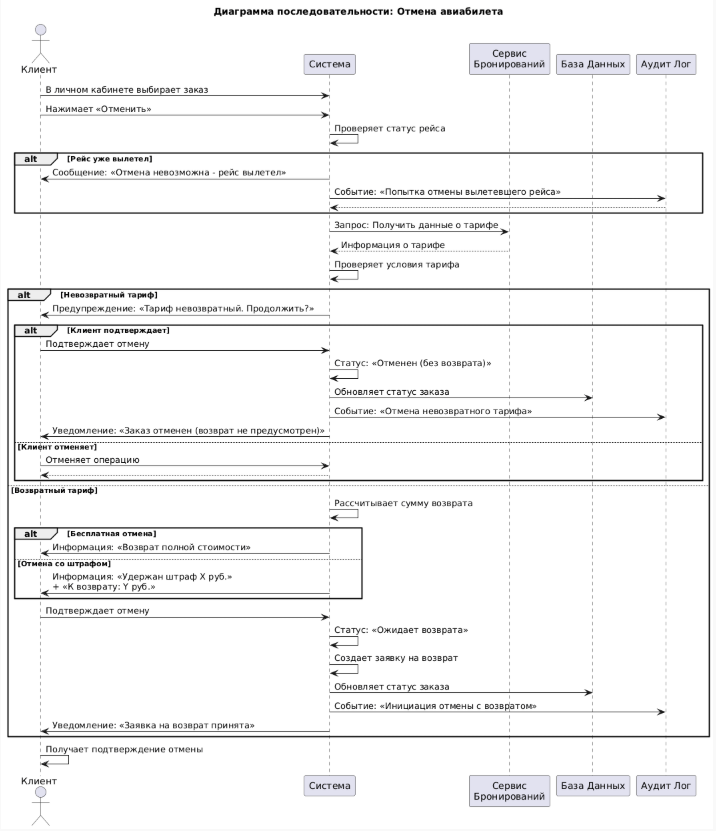 Диаграмма последовательности: Отмена авиабилета
Клиент
Система
Сервис
Бронирований
База Данных
Аудит Лог
В личном кабинете выбирает заказ
Нажимает «Отменить»
Проверяет статус рейса
alt [Рейс уже вылетел]
Сообщение: «Отмена невозможна - рейс вылетел»
Событие: «Попытка отмены вылетевшего рейса»
Запрос: Получить данные о тарифе
Информация о тарифе
Проверяет условия тарифа
alt [Невозвратный тариф]
Предупреждение: «Тариф невозвратный. Продолжить?»
alt [Клиент подтверждает]
Подтверждает отмену
Статус: «Отменен (без возврата)»
Обновляет статус заказа
Событие: «Отмена невозвратного тарифа»
Уведомление: «Заказ отменен (возврат не предусмотрен)»
[Клиент отменяет]
Отменяет операцию
[Возвратный тариф]
Рассчитывает сумму возврата
alt [Бесплатная отмена]
Информация: «Возврат полной стоимости»
[Отмена со штрафом]
Информация: «Удержан штраф X руб.»
+ «К возврату: Y руб.»
Подтверждает отмену
Статус: «Ожидает возврата»
Создает заявку на возврат
Обновляет статус заказа
Событие: «Инициация отмены с возвратом»
Уведомление: «Заявка на возврат принята»
Получает подтверждение отмены
Клиент
Система
Сервис
Бронирований
База Данных
Аудит Лог